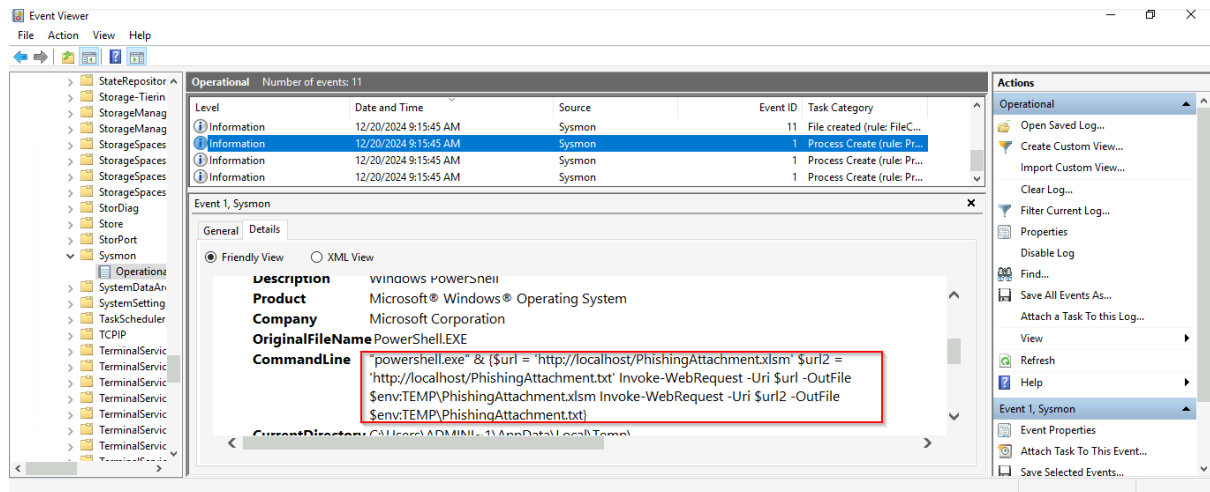 Event Viewer
File Action View Help
StateRepositor
Storage-Tierin
StorageManag
StorageManag
StorageSpaces
StorageSpaces
StorageSpaces
StorageSpaces
StorDiag
Store
StorPort
Sysmon
Operationa
SystemDataAr
SystemSetting
TaskScheduler
TCPIP
TerminalServic
TerminalServic
TerminalServic
TerminalServic
TerminalServic
TerminalServic
TerminalServic
Operational Number of events: 11
Level Date and Time Source Event ID Task Category
Information 12/20/2024 9:15:45 AM Sysmon 11 File created (rule: FileC...
Information 12/20/2024 9:15:45 AM Sysmon 1 Process Create (rule: Pr...
Information 12/20/2024 9:15:45 AM Sysmon 1 Process Create (rule: Pr...
Information 12/20/2024 9:15:45 AM Sysmon 1 Process Create (rule: Pr...
Event 1, Sysmon
General Details
Friendly View XML View
Description Windows PowerShell
Product Microsoft® Windows® Operating System
Company Microsoft Corporation
OriginalFileName PowerShell.EXE
CommandLine "powershell.exe" & {$url = 'http://localhost/PhishingAttachment.xlsm' $url2 =
'http://localhost/PhishingAttachment.txt' Invoke-WebRequest -Uri $url -OutFile
$env:TEMP\PhishingAttachment.xlsm Invoke-WebRequest -Uri $url2 -OutFile
$env:TEMP\PhishingAttachment.txt}
CurrentDirectory C:\Users\ADMINI~1\AppData\Local\Temp\
Actions
Operational
Open Saved Log...
Create Custom View...
Import Custom View...
Clear Log...
Filter Current Log...
Properties
Disable Log
Find...
Save All Events As...
Attach a Task To this Log...
View
Refresh
Help
Event 1, Sysmon
Event Properties
Attach Task To This Event...
Save Selected Events...